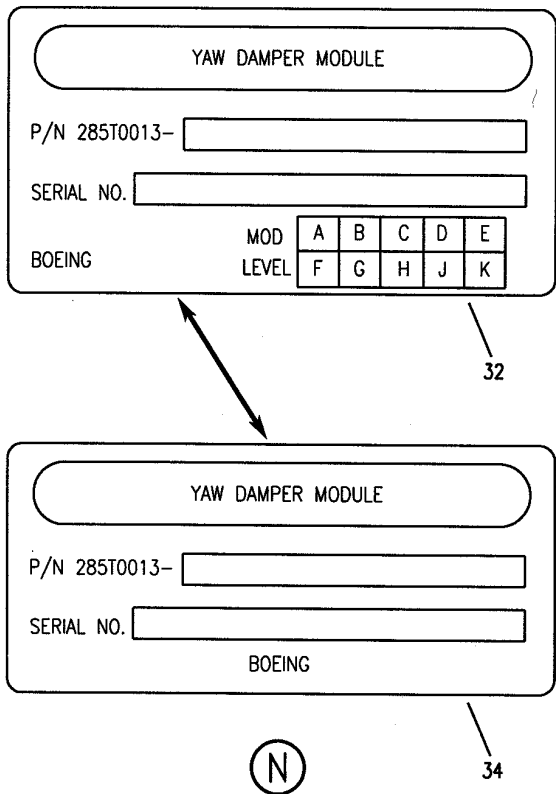 YAW DAMPER MODULE
P/N 285T0013-
SERIAL NO.
MOD A B C D E
BOEING LEVEL F G H J K
32
YAW DAMPER MODULE
P/N 285T0013-
SERIAL NO.
BOEING
34
N